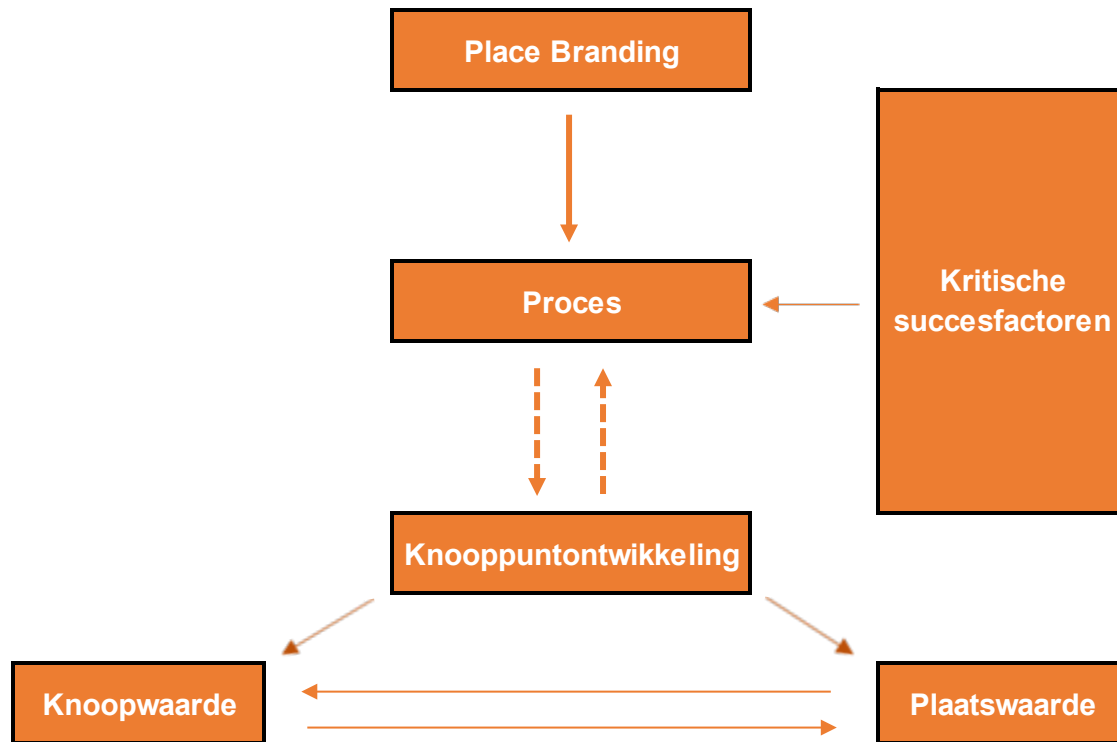 Place Branding
Kritische
succesfactoren
Proces
Knooppuntontwikkeling
Knoopwaarde
Plaatswaarde